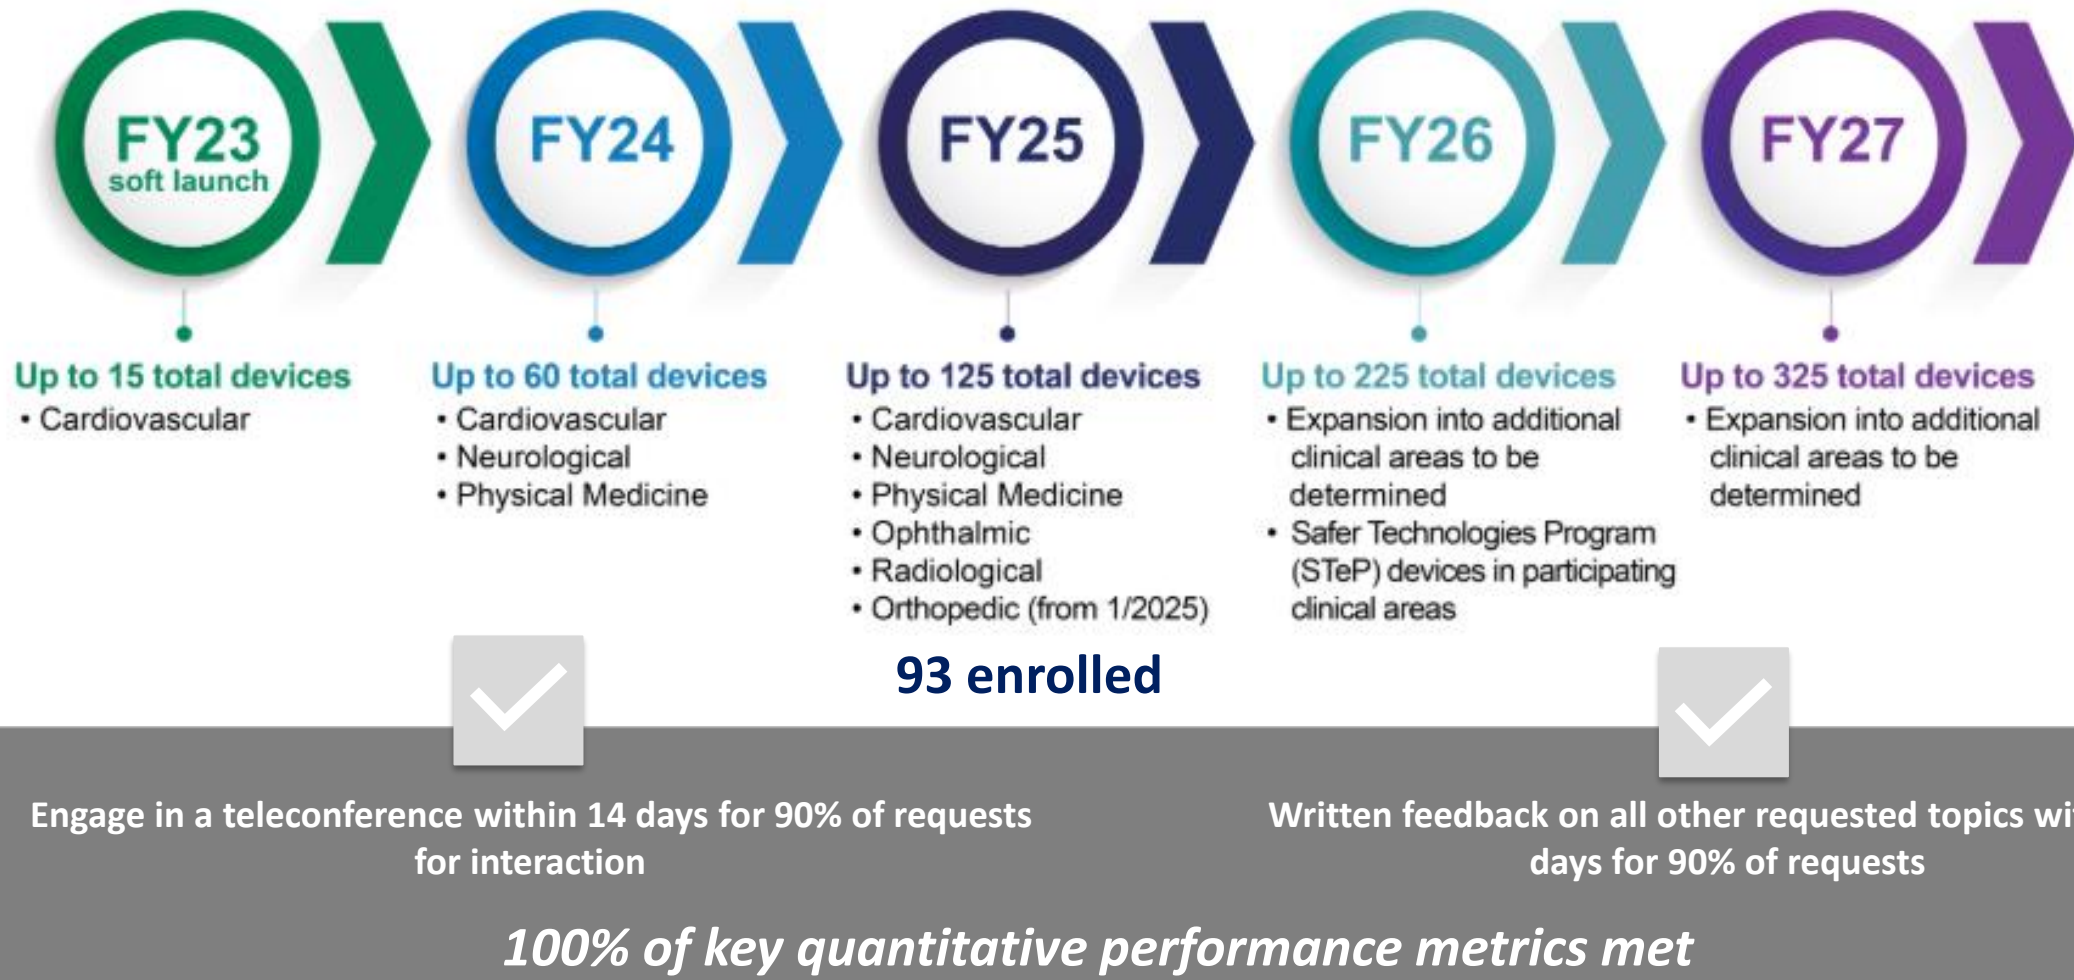 FY23
soft launch
FY24
FY25
FY26
FY27
Up to 15 total devices
• Cardiovascular
Up to 60 total devices
• Cardiovascular
• Neurological
• Physical Medicine
Up to 125 total devices
• Cardiovascular
• Neurological
• Physical Medicine
• Ophthalmic
• Radiological
• Orthopedic (from 1/2025)
93 enrolled
Up to 225 total devices
• Expansion into additional
clinical areas to be
determined
• Safer Technologies Program
(STeP) devices in participating
clinical areas
Up to 325 total devices
• Expansion into additional
clinical areas to be
determined
Engage in a teleconference within 14 days for 90% of requests
for interaction
Written feedback on all other requested topics
days for 90% of requests
100% of key quantitative performance metrics met